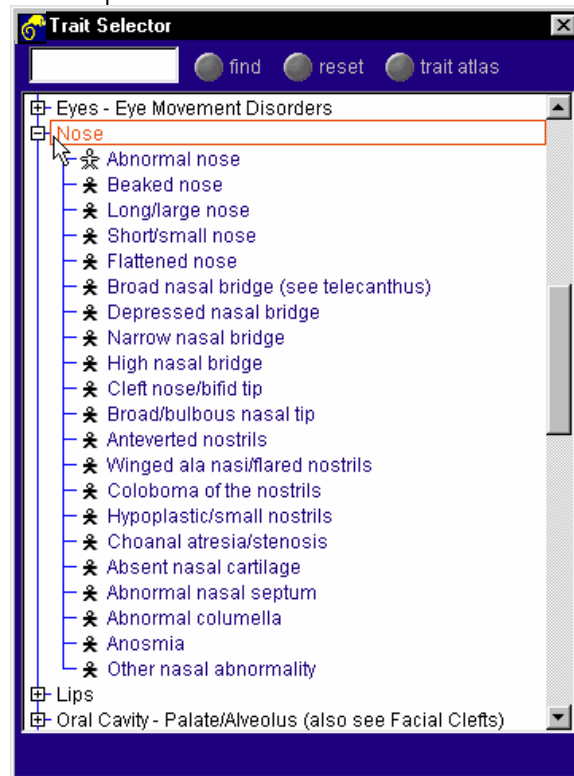 Trait Selector
find reset trait atlas
Eyes - Eye Movement Disorders
Nose
Abnormal nose
Beaked nose
Long/large nose
Short/small nose
Flattened nose
Broad nasal bridge (see telecanthus)
Depressed nasal bridge
Narrow nasal bridge
High nasal bridge
Cleft nose/bifid tip
Broad/bulbous nasal tip
Anteverted nostrils
Winged ala nasi/flared nostrils
Coloboma of the nostrils
Hypoplastic/small nostrils
Choanal atresia/stenosis
Absent nasal cartilage
Abnormal nasal septum
Abnormal columella
Anosmia
Other nasal abnormality
Lips
Oral Cavity - Palate/Alveolus (also see Facial Clefts)